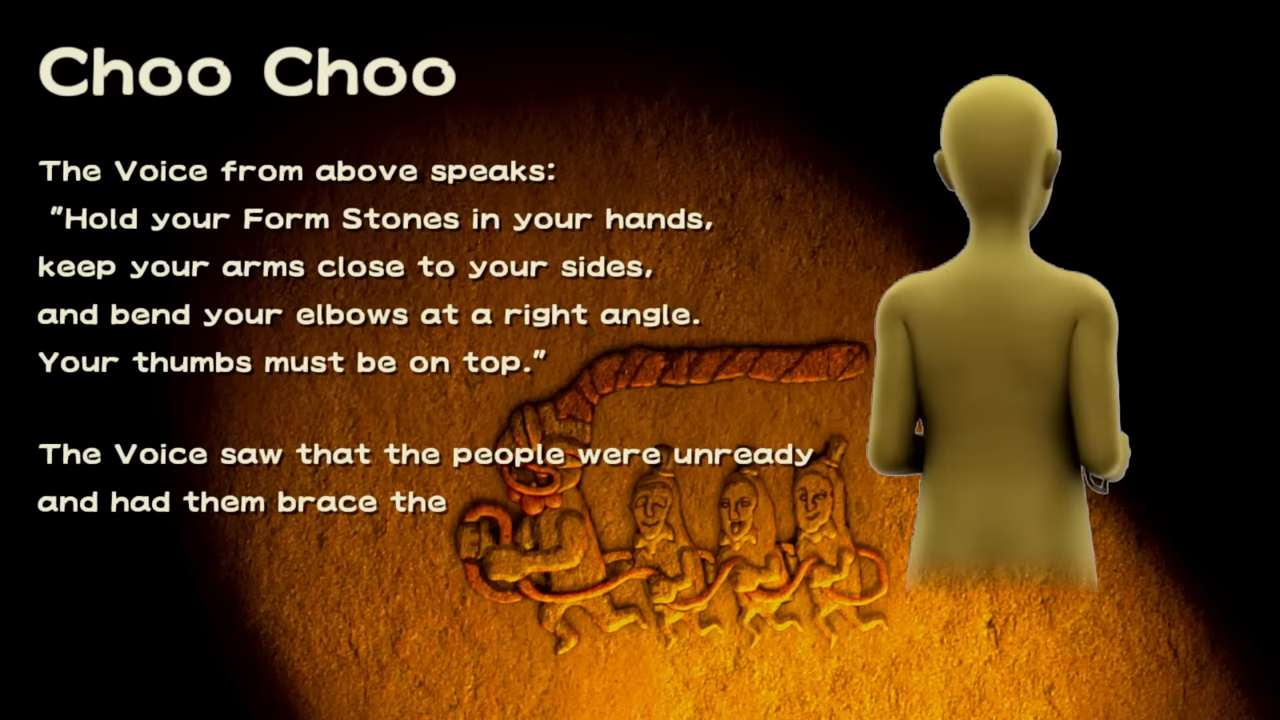 Choo Choo
The Voice from above speaks:
"Hold your Form Stones in your hands,
keep your arms close to your sides,
and bend your elbows at a right angle.
Your thumbs must be on top."
The Voice saw that the people were unready
and had them brace the